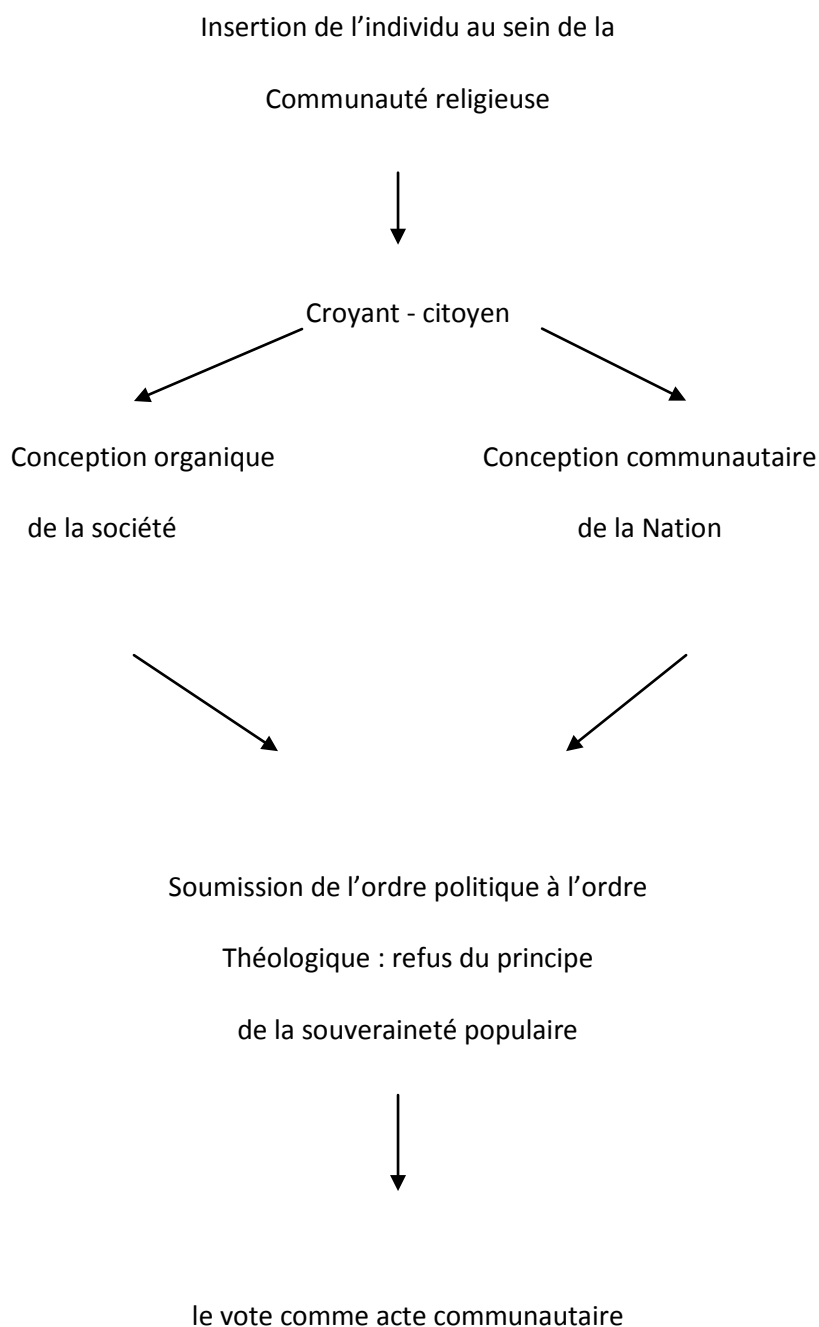 Insertion de l’individu au sein de la
Communauté religieuse
Croyant - citoyen
Conception organique
de la société
Conception communautaire
de la Nation
Soumission de l’ordre politique à l’ordre
Théologique : refus du principe
de la souveraineté populaire
le vote comme acte communautaire